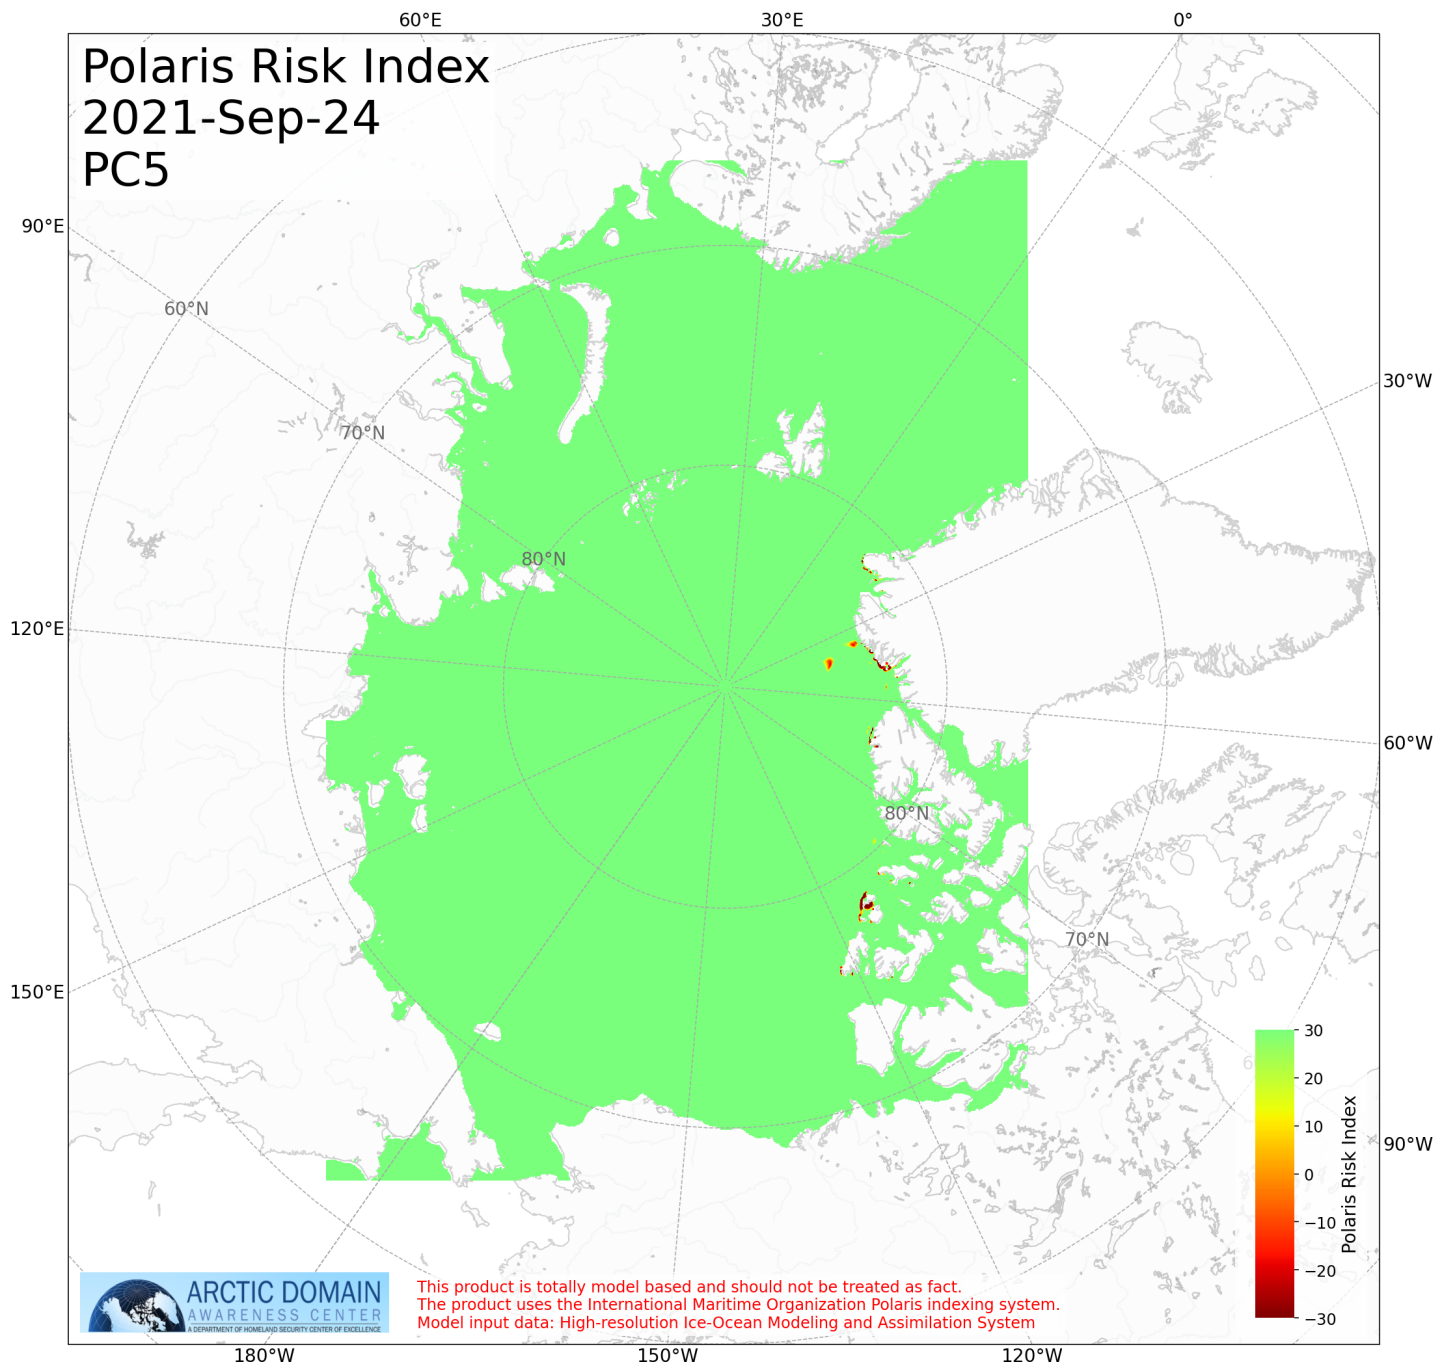 60°E
30°E
0°
Polaris Risk Index
2021-Sep-24
PC5
90°E
60°N
30°W
70°N
80°N
120°E
60°W
80°N
70°N
150°E
30
20
10
0
−10
−20
−30
Polaris Risk Index
90°W
ARCTIC DOMAIN
AWARENESS CENTER
A DEPARTMENT OF HOMELAND SECURITY CENTER OF EXCELLENCE
This product is totally model based and should not be treated as fact.
The product uses the International Maritime Organization Polaris indexing system.
Model input data: High-resolution Ice-Ocean Modeling and Assimilation System
180°W
150°W
120°W